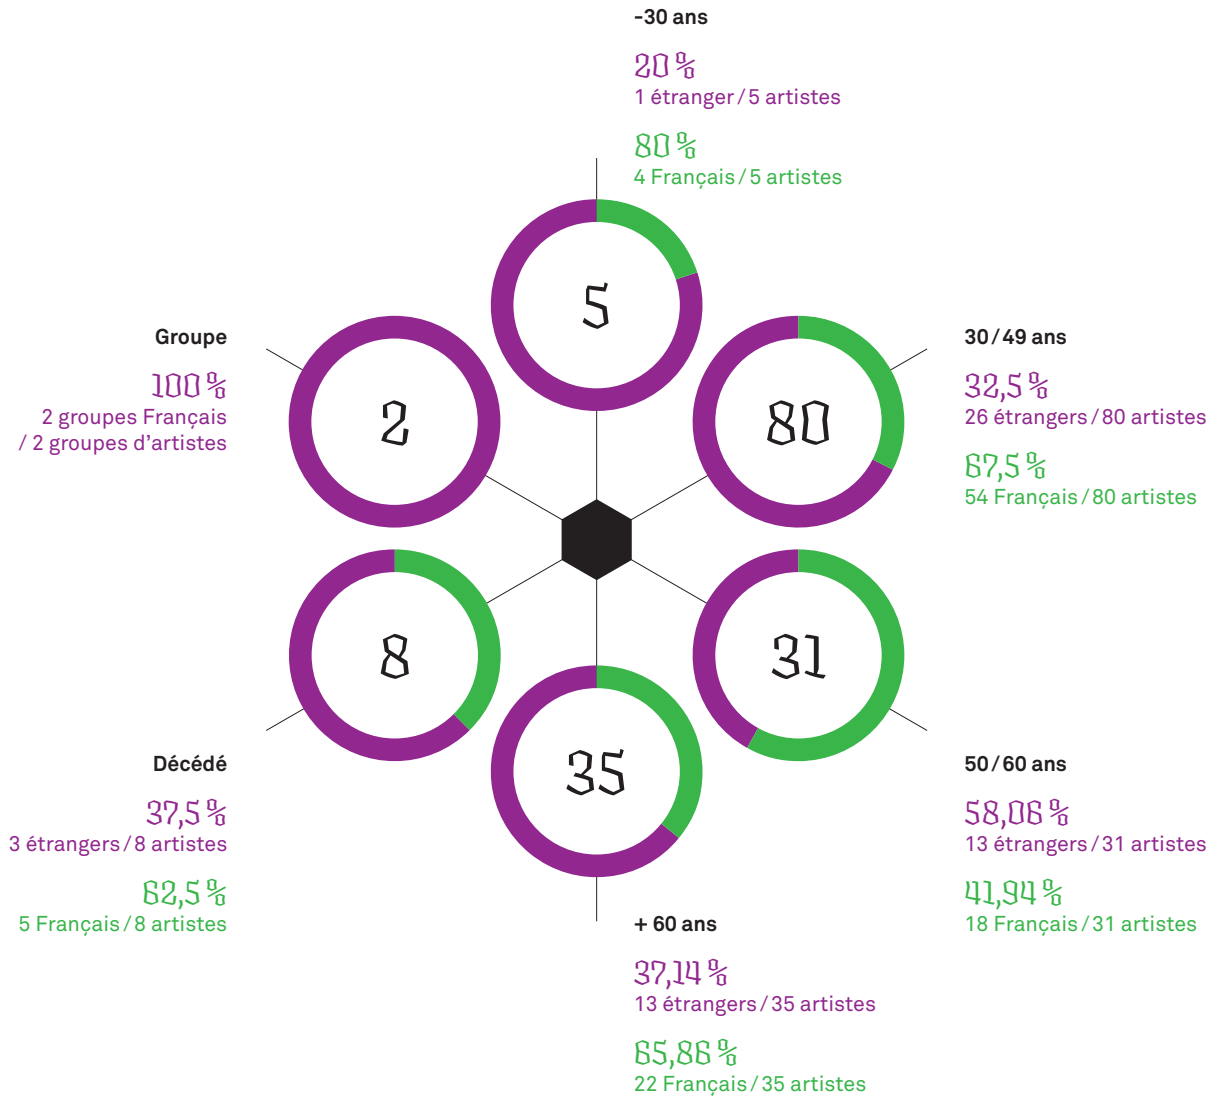 -30 ans
20 %
1 étranger / 5 artistes
80 %
4 Français / 5 artistes
5
Groupe
100 %
2 groupes Français
/ 2 groupes d'artistes
2
80
30 / 49 ans
32,5 %
26 étrangers / 80 artistes
67,5 %
54 Français / 80 artistes
8
31
35
Décédé
37,5 %
3 étrangers / 8 artistes
62,5 %
5 Français / 8 artistes
50 / 60 ans
58,06 %
13 étrangers / 31 artistes
41,94 %
18 Français / 31 artistes
+ 60 ans
37,14 %
13 étrangers / 35 artistes
65,86 %
22 Français / 35 artistes